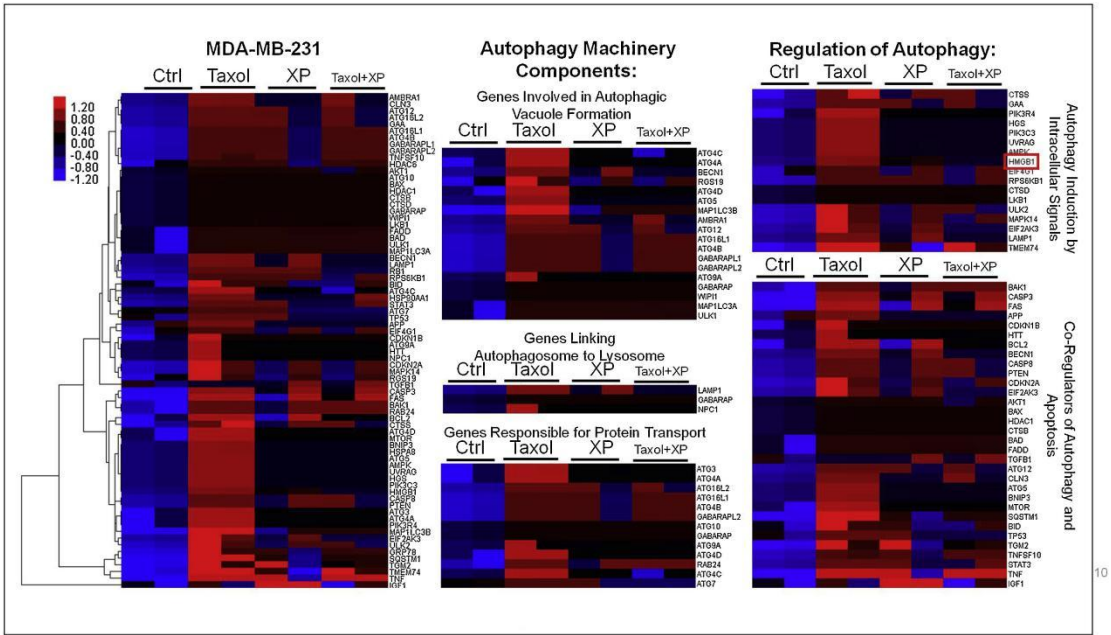 MDA-MB-231
Ctrl Taxol XP Taxol+XP
1.20
0.80
0.40
0.00
-0.40
-0.80
-1.20
AMBRA1
CLN3
ATG12
ATG16L2
GAA
ATG16L1
ATG4B
GABARAPL1
GABARAPL2
TNFSF10
HDAC6
AKT1
ATG10
BAX
HDAC1
CTSB
CTSD
GABARAP
WIPI1
LKB1
FADD
BAD
ULK1
MAP1LC3A
BECN1
LAMP1
RB1
RPS6KB1
BID
ATG4C
HSP90AA1
STAT3
ATG7
TP53
APP
EIF4G1
CDKN1B
ATG9A
HTT
NPC1
CDKN2A
MAPK14
RGS19
TGFB1
CASP3
FAS
BAK1
RAB24
BCL2
CTSS
ATG4D
MTOR
BNIP3
HSPA8
ATG5
AMPK
UVRAG
HGS
PIK3C3
HMGB1
CASP8
PTEN
ATG3
ATG4A
PIK3R4
MAP1LC3B
EIF2AK3
ULK2
GRP78
SQSTM1
TGM2
TMEM74
TNF
IGF1
Autophagy Machinery
Components:
Genes Involved in Autophagic
Vacuole Formation
Ctrl Taxol XP Taxol+XP
ATG4C
ATG4A
BECN1
RGS19
ATG4D
ATG5
MAP1LC3B
AMBRA1
ATG12
ATG16L1
ATG4B
GABARAPL1
GABARAPL2
ATG9A
GABARAP
WIPI1
MAP1LC3A
ULK1
Genes Linking
Autophagosome to Lysosome
Ctrl Taxol XP Taxol+XP
LAMP1
GABARAP
NPC1
Genes Responsible for Protein Transport
Ctrl Taxol XP Taxol+XP
ATG3
ATG4A
ATG16L2
ATG16L1
ATG4B
GABARAPL2
ATG10
GABARAP
ATG9A
ATG4D
RAB24
ATG4C
ATG7
Regulation of Autophagy:
Ctrl Taxol XP Taxol+XP
CTSS
GAA
PIK3R4
HGS
PIK3C3
UVRAG
AMPK
HMGB1
EIF4G1
RPS6KB1
CTSD
LKB1
ULK2
MAPK14
EIF2AK3
LAMP1
TMEM74
Autophagy Induction by
Intracellular Signals
Ctrl Taxol XP Taxol+XP
BAK1
CASP3
FAS
APP
CDKN1B
HTT
BCL2
BECN1
CASP8
PTEN
CDKN2A
EIF2AK3
AKT1
BAX
HDAC1
CTSB
BAD
FADD
TGFB1
ATG12
CLN3
ATG5
BNIP3
MTOR
SQSTM1
BID
TP53
TGM2
TNFSF10
STAT3
TNF
IGF1
Co-Regulators of Autophagy and
Apoptosis
10